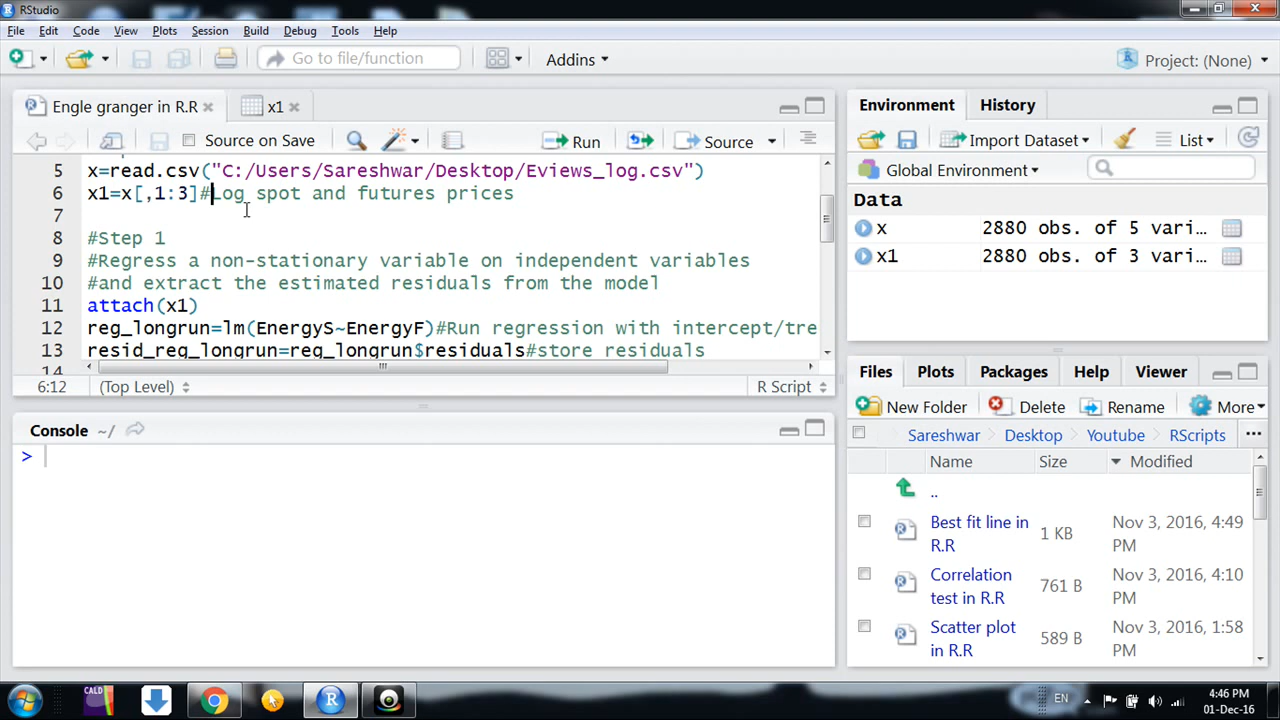 RStudio
File Edit Code View Plots Session Build Debug Tools Help
Go to file/function Addins Project: (None)
Engle granger in R.R x1
Source on Save Run Source
5 x=read.csv("C:/Users/Sareshwar/Desktop/Eviews_log.csv")
6 x1=x[,1:3]#Log spot and futures prices
7
8 #Step 1
9 #Regress a non-stationary variable on independent variables
10 #and extract the estimated residuals from the model
11 attach(x1)
12 reg_longrun=lm(EnergyS~EnergyF)#Run regression with intercept/tre
13 resid_reg_longrun=reg_longrun$residuals#store residuals
14
6:12 (Top Level) R Script
Console ~/
>
Environment History
Import Dataset List
Global Environment
Data
x 2880 obs. of 5 vari...
x1 2880 obs. of 3 vari...
Files Plots Packages Help Viewer
New Folder Delete Rename More
Sareshwar Desktop Youtube RScripts ...
Name Size Modified
..
Best fit line in R.R 1 KB Nov 3, 2016, 4:49 PM
Correlation test in R.R 761 B Nov 3, 2016, 4:10 PM
Scatter plot in R.R 589 B Nov 3, 2016, 1:58 PM
CALD EN 4:46 PM
01-Dec-16